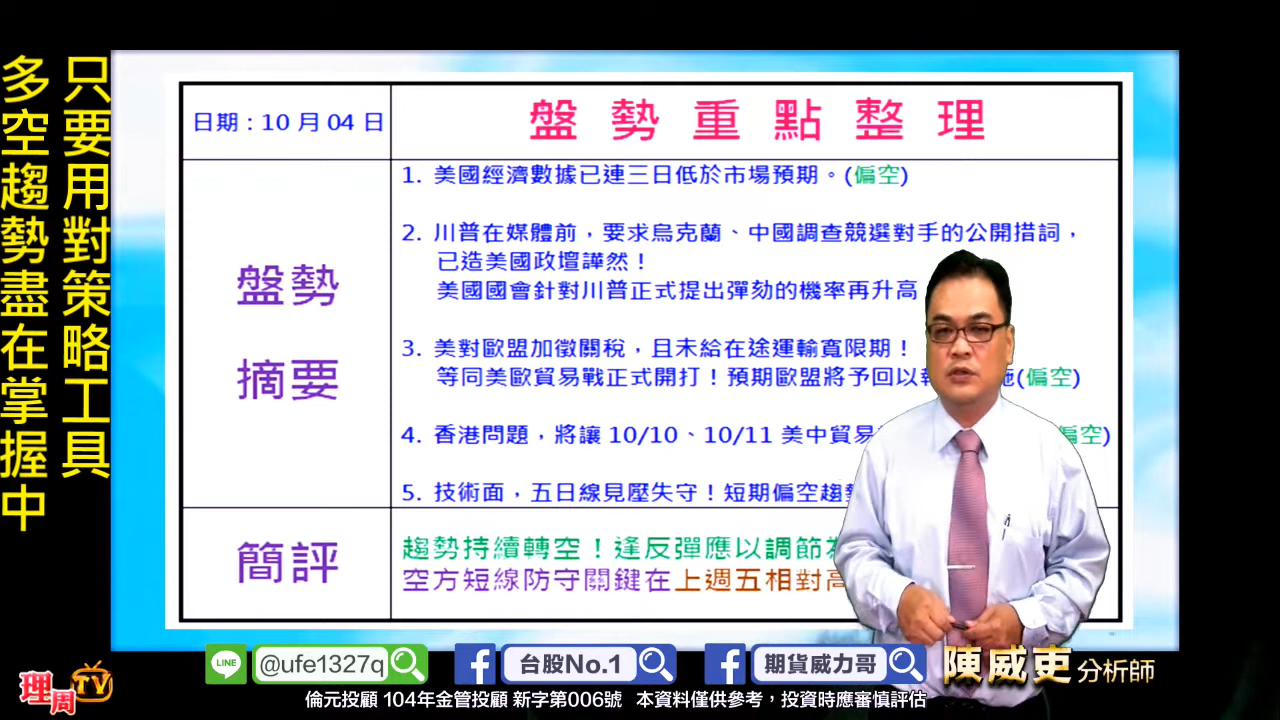 只要用對策略工具
多空趨勢盡在掌握中
日期：10 月 04 日
盤勢重點整理
盤勢
摘要
1. 美國經濟數據已連三日低於市場預期。(偏空)
2. 川普在媒體前，要求烏克蘭、中國調查競選對手的公開措詞，
已造美國政壇譁然！
美國國會針對川普正式提出彈劾的機率再升高
3. 美對歐盟加徵關稅，且未給在途運輸寬限期！
等同美歐貿易戰正式開打！預期歐盟將予回以 (偏空)
4. 香港問題，將讓 10/10、10/11 美中貿易 偏空)
5. 技術面，五日線見壓失守！短期偏空趨
簡評
趨勢持續轉空！逢反彈應以調節
空方短線防守關鍵在上週五相對高
LINE @ufe1327q
f 台股No.1
f 期貨威力哥
陳威吏 分析師
理周TV
倫元投顧 104年金管投顧 新字第006號 本資料僅供參考，投資時應審慎評估